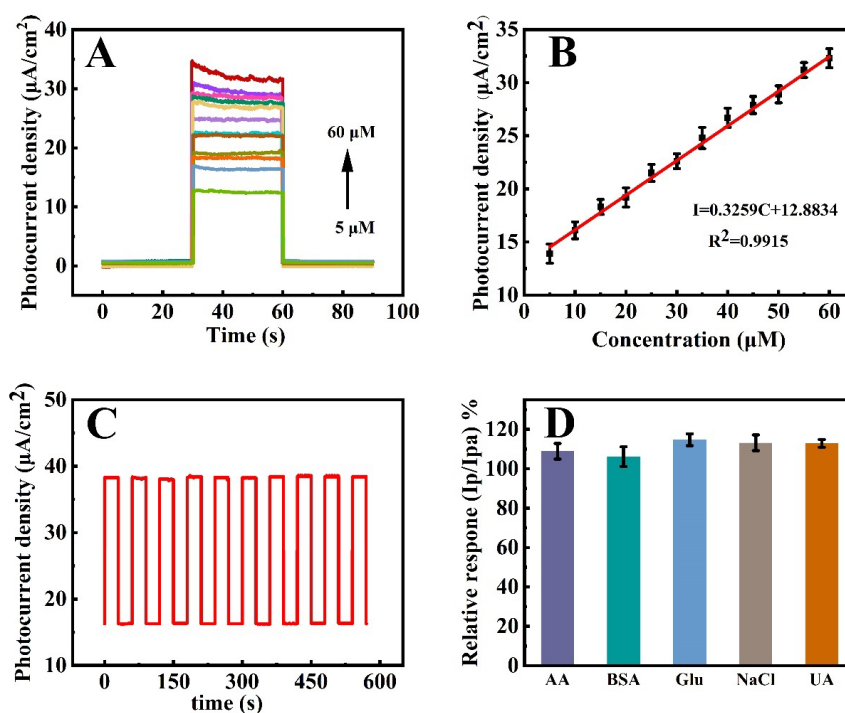 A
Photocurrent density (μA/cm²)
40
30
20
10
0
60 μM
5 μM
0 20 40 60 80 100
Time (s)
B
Photocurrent density (μA/cm²)
35
30
25
20
15
10
I=0.3259C+12.8834
R²=0.9915
0 10 20 30 40 50 60
Concentration (μM)
C
Photocurrent density (μA/cm²)
50
40
30
20
10
0 150 300 450 600
time (s)
D
Relative respone (Ip/Ipa) %
120
100
80
60
40
20
0
AA BSA Glu NaCl UA